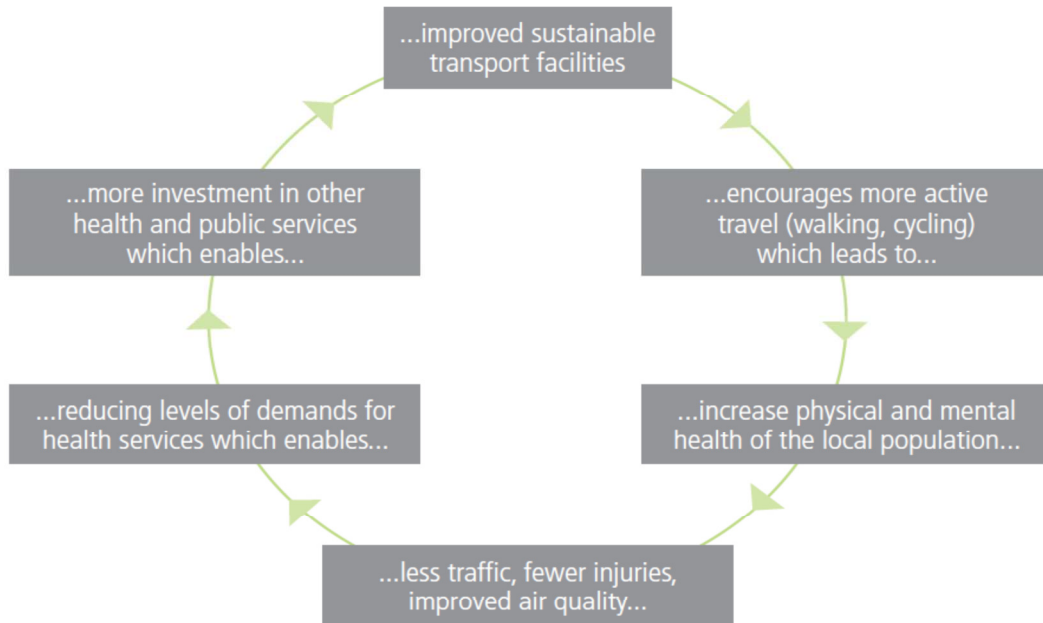 ...improved sustainable
transport facilities
...encourages more active
travel (walking, cycling)
which leads to...
...increase physical and mental
health of the local population...
...less traffic, fewer injuries,
improved air quality...
...reducing levels of demands for
health services which enables...
...more investment in other
health and public services
which enables...